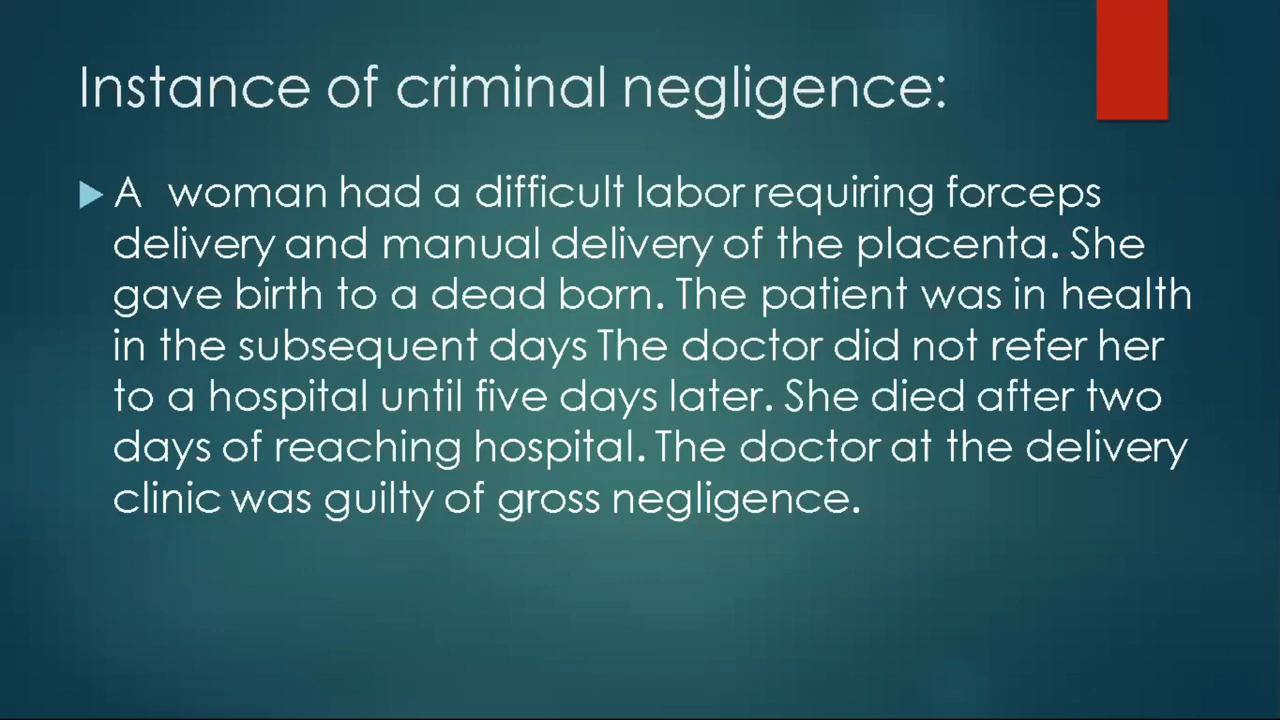 Instance of criminal negligence:
A woman had a difficult labor requiring forceps
delivery and manual delivery of the placenta. She
gave birth to a dead born. The patient was in health
in the subsequent days The doctor did not refer her
to a hospital until five days later. She died after two
days of reaching hospital. The doctor at the delivery
clinic was guilty of gross negligence.